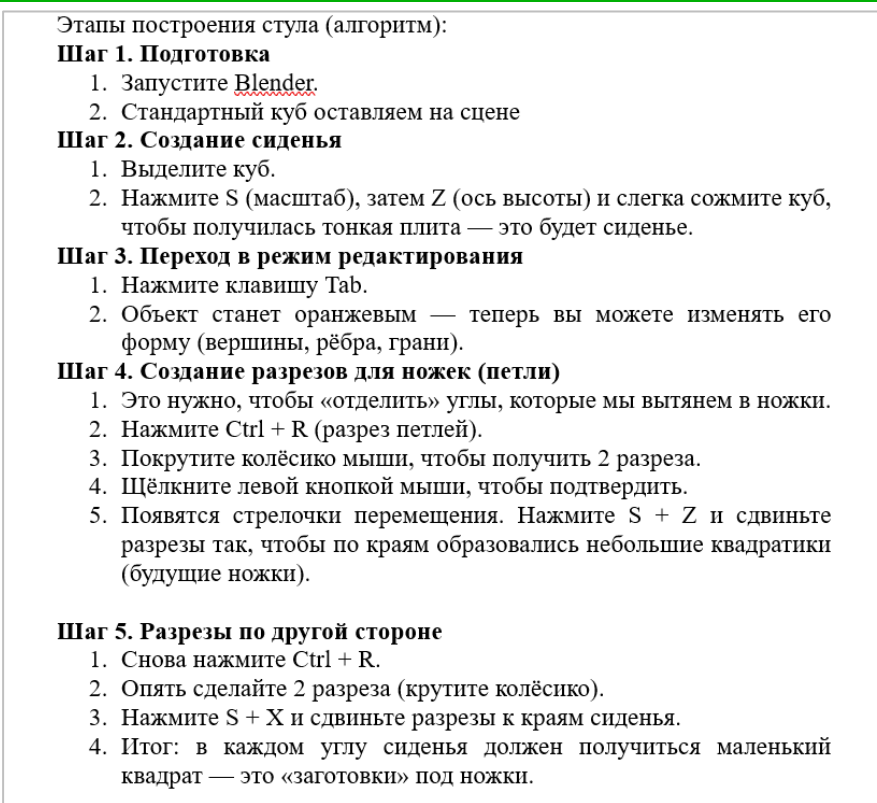 Этапы построения стула (алгоритм):
Шаг 1. Подготовка
1. Запустите Blender.
2. Стандартный куб оставляем на сцене
Шаг 2. Создание сиденья
1. Выделите куб.
2. Нажмите S (масштаб), затем Z (ось высоты) и слегка сожмите куб,
чтобы получилась тонкая плита — это будет сиденье.
Шаг 3. Переход в режим редактирования
1. Нажмите клавишу Tab.
2. Объект станет оранжевым — теперь вы можете изменять его
форму (вершины, рёбра, грани).
Шаг 4. Создание разрезов для ножек (петли)
1. Это нужно, чтобы «отделить» углы, которые мы вытянем в ножки.
2. Нажмите Ctrl + R (разрез петлей).
3. Покрутите колёсико мыши, чтобы получить 2 разреза.
4. Щёлкните левой кнопкой мыши, чтобы подтвердить.
5. Появятся стрелочки перемещения. Нажмите S + Z и сдвиньте
разрезы так, чтобы по краям образовались небольшие квадратики
(будущие ножки).
Шаг 5. Разрезы по другой стороне
1. Снова нажмите Ctrl + R.
2. Опять сделайте 2 разреза (крутите колёсико).
3. Нажмите S + X и сдвиньте разрезы к краям сиденья.
4. Итог: в каждом углу сиденья должен получиться маленький
квадрат — это «заготовки» под ножки.